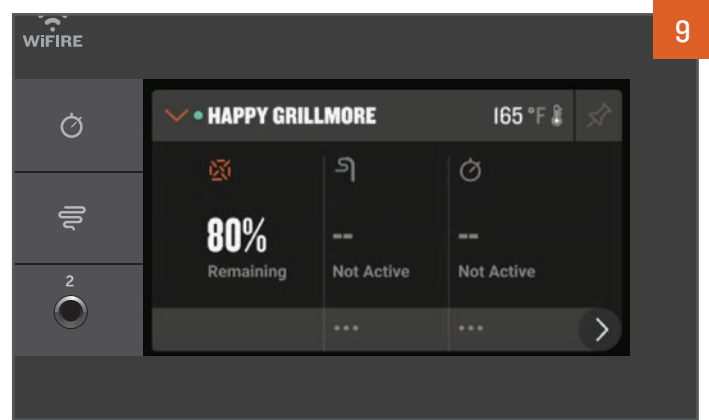 9
WiFIRE
HAPPY GRILLMORE 165 °F
80% -- --
Remaining Not Active Not Active
2
... ...